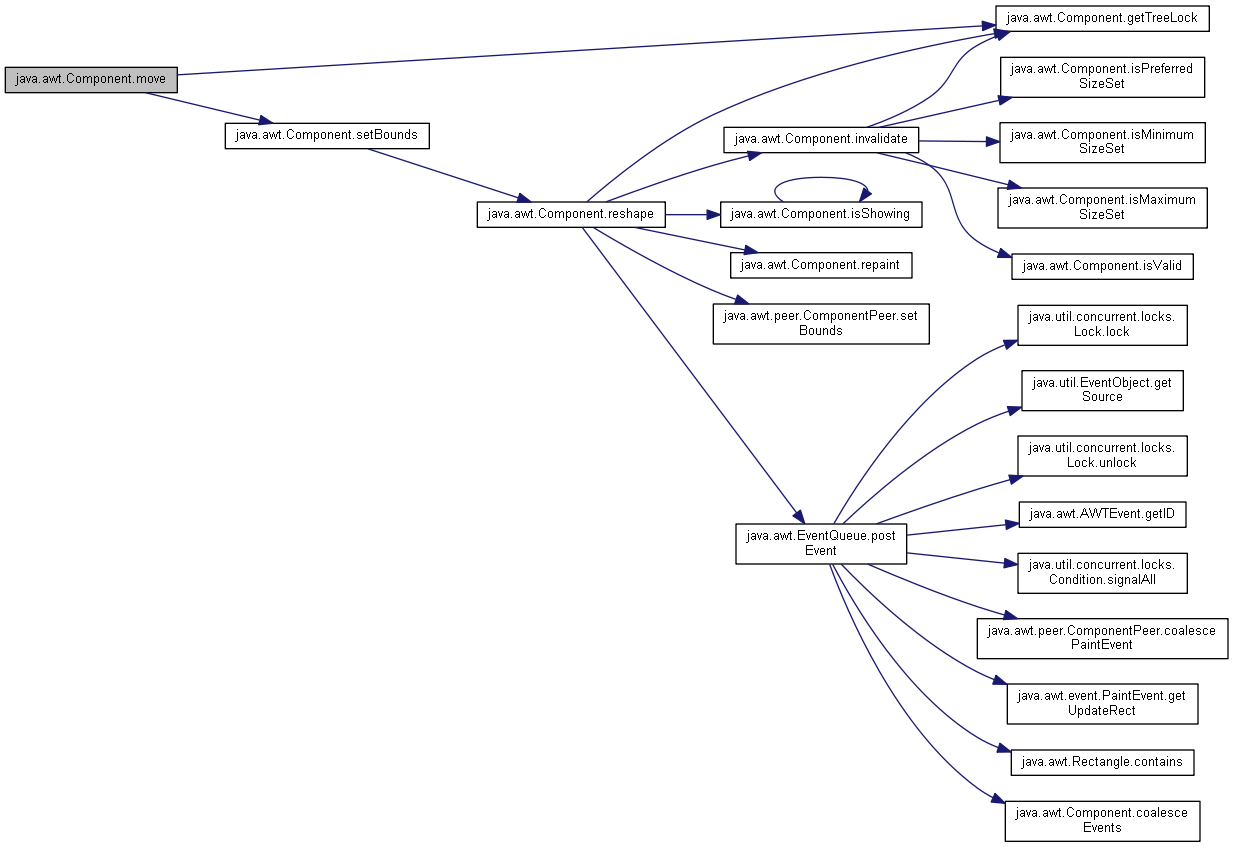 java.awt.Component.move
java.awt.Component.setBounds
java.awt.Component.reshape
java.awt.Component.getTreeLock
java.awt.Component.invalidate
java.awt.Component.isPreferred
SizeSet
java.awt.Component.isMinimum
SizeSet
java.awt.Component.isMaximum
SizeSet
java.awt.Component.isValid
java.awt.Component.isShowing
java.awt.Component.repaint
java.awt.peer.ComponentPeer.set
Bounds
java.awt.EventQueue.post
Event
java.util.concurrent.locks.
Lock.lock
java.util.EventObject.get
Source
java.util.concurrent.locks.
Lock.unlock
java.awt.AWTEvent.getID
java.util.concurrent.locks.
Condition.signalAll
java.awt.peer.ComponentPeer.coalesce
PaintEvent
java.awt.event.PaintEvent.get
UpdateRect
java.awt.Rectangle.contains
java.awt.Component.coalesce
Events